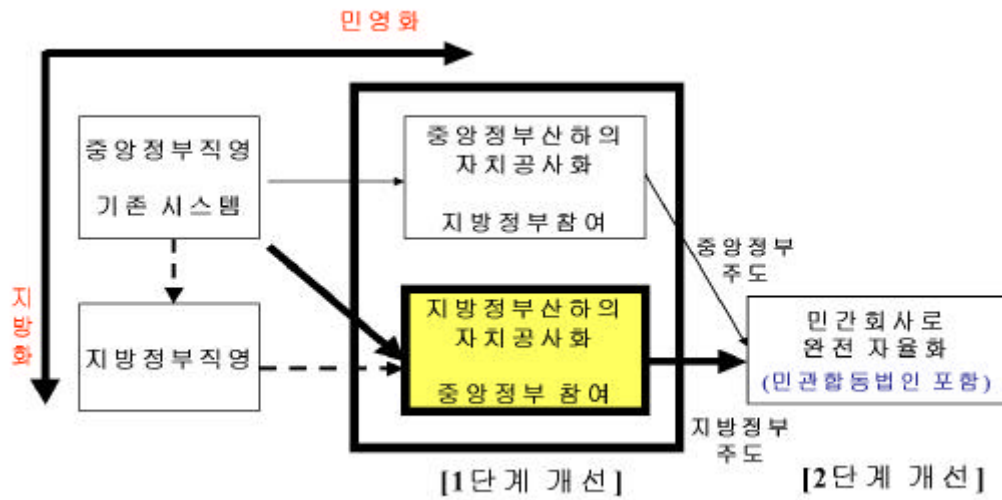 민영화
중앙정부직영
기존 시스템
중앙정부산하의
자치공사화
지방정부참여
중앙정부
주도
지방화
지방정부직영
지방정부산하의
자치공사화
중앙정부 참여
민간회사로
완전 자율화
(민관합동법인 포함)
지방정부
주도
[1단계 개선]
[2단계 개선]